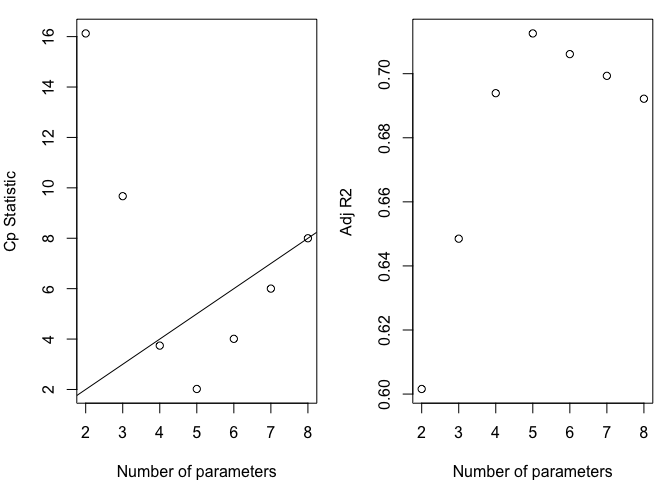 Cp Statistic
16
14
12
10
8
6
4
2
2 3 4 5 6 7 8
Number of parameters
Adj R2
0.70
0.68
0.66
0.64
0.62
0.60
2 3 4 5 6 7 8
Number of parameters